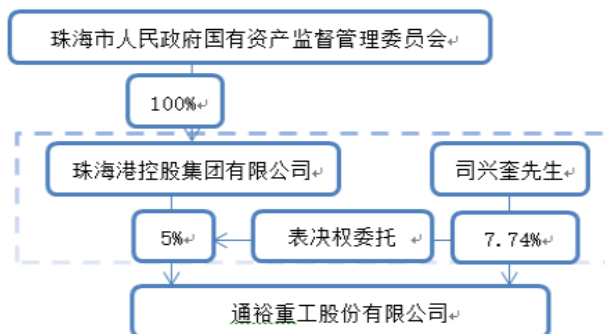 珠海市人民政府国有资产监督管理委员会
100%
珠海港控股集团有限公司
司兴奎先生
5%
表决权委托
7.74%
通裕重工股份有限公司